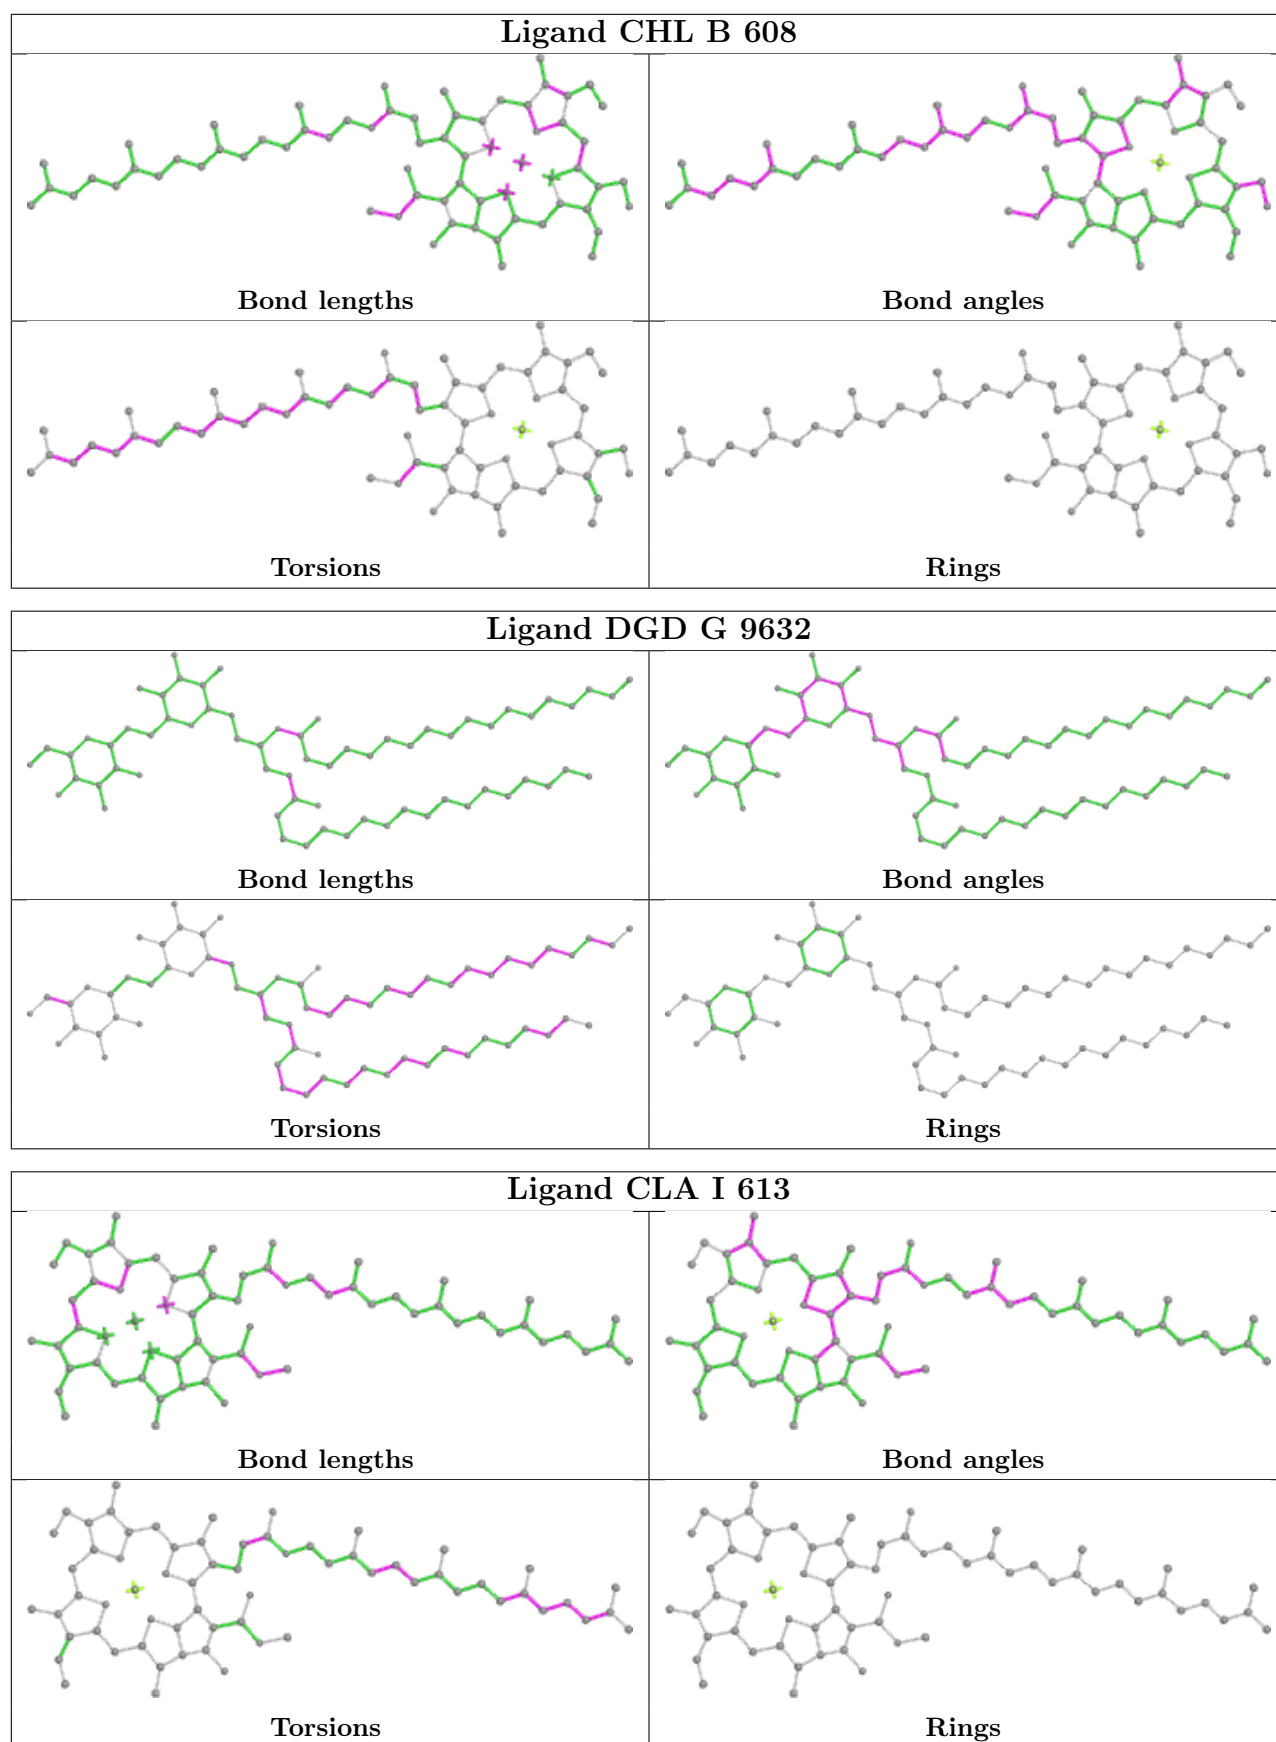 Ligand CHL B 608
Bond lengths
Bond angles
Torsions
Rings
Ligand DGD G 9632
Bond lengths
Bond angles
Torsions
Rings
Ligand CLA I 613
Bond lengths
Bond angles
Torsions
Rings